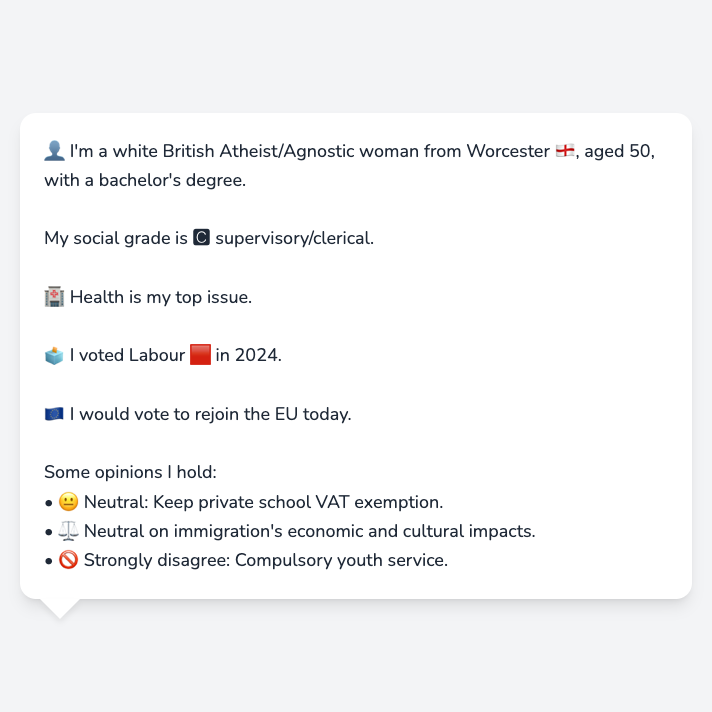 👤 I'm a white British Atheist/Agnostic woman from Worcester 🏴󠁧󠁢󠁥󠁮󠁧󠁿, aged 50,
with a bachelor's degree.
My social grade is 🅲 supervisory/clerical.
🏥 Health is my top issue.
🗳️ I voted Labour 🟥 in 2024.
🇪🇺 I would vote to rejoin the EU today.
Some opinions I hold:
• 😐 Neutral: Keep private school VAT exemption.
• ⚖️ Neutral on immigration's economic and cultural impacts.
• 🚫 Strongly disagree: Compulsory youth service.